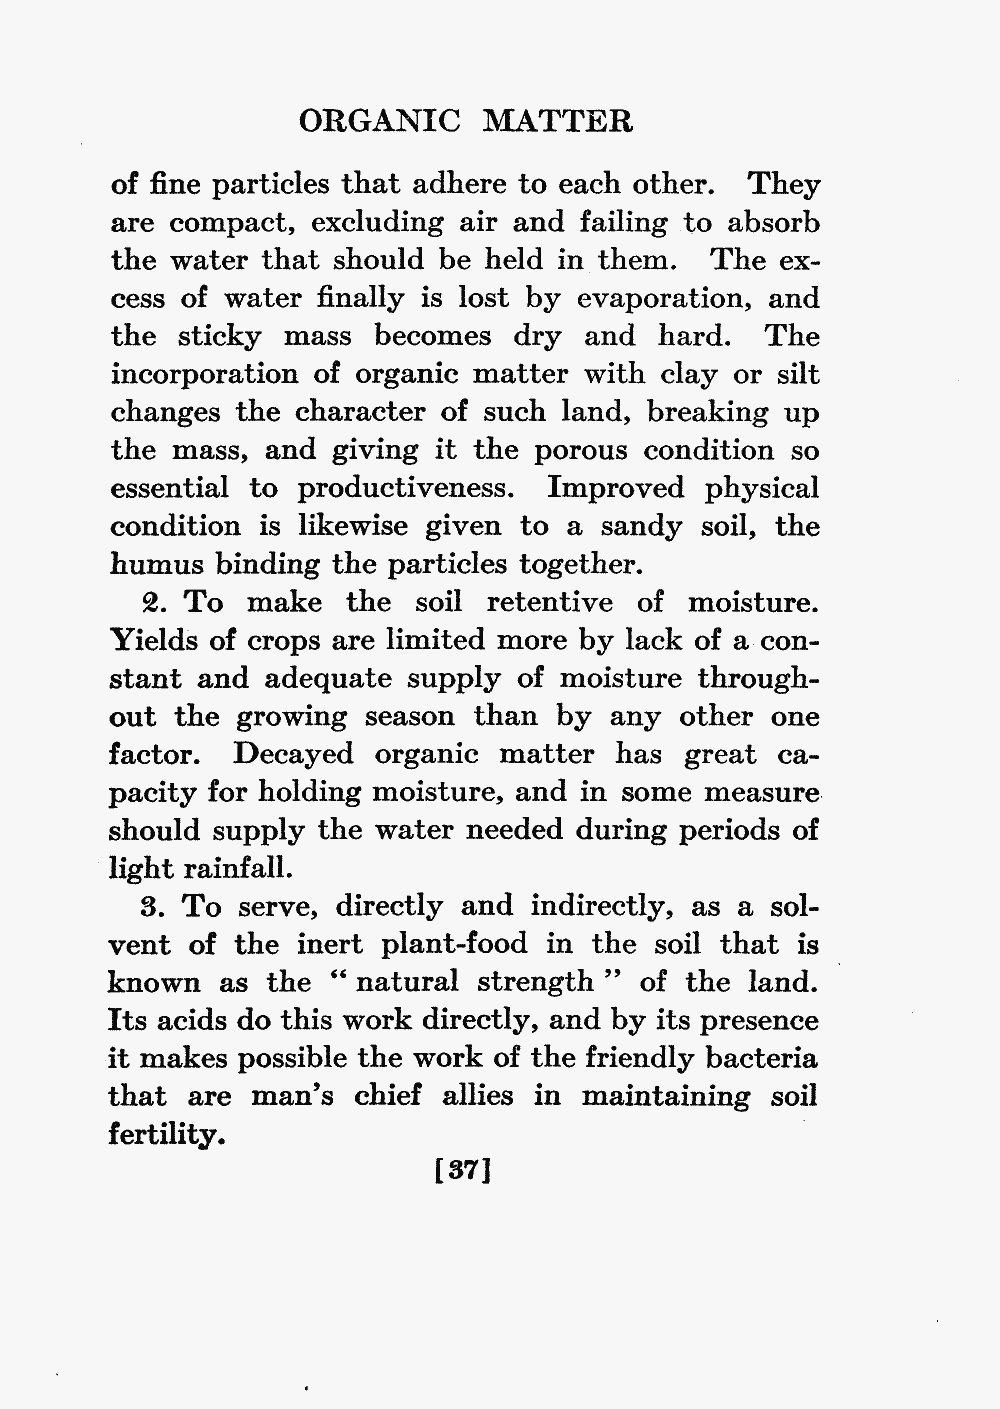 ORGANIC MATTER
of fine particles that adhere to each other. They
are compact, excluding air and failing to absorb
the water that should be held in them. The ex-
cess of water finally is lost by evaporation, and
the sticky mass becomes dry and hard. The
incorporation of organic matter with clay or silt
changes the character of such land, breaking up
the mass, and giving it the porous condition so
essential to productiveness. Improved physical
condition is likewise given to a sandy soil, the
humus binding the particles together.
2. To make the soil retentive of moisture.
Yields of crops are limited more by lack of a con-
stant and adequate supply of moisture through-
out the growing season than by any other one
factor. Decayed organic matter has great ca-
pacity for holding moisture, and in some measure
should supply the water needed during periods of
light rainfall.
3. To serve, directly and indirectly, as a sol-
vent of the inert plant-food in the soil that is
known as the “ natural strength ” of the land.
Its acids do this work directly, and by its presence
it makes possible the work of the friendly bacteria
that are man’s chief allies in maintaining soil
fertility.
[37]